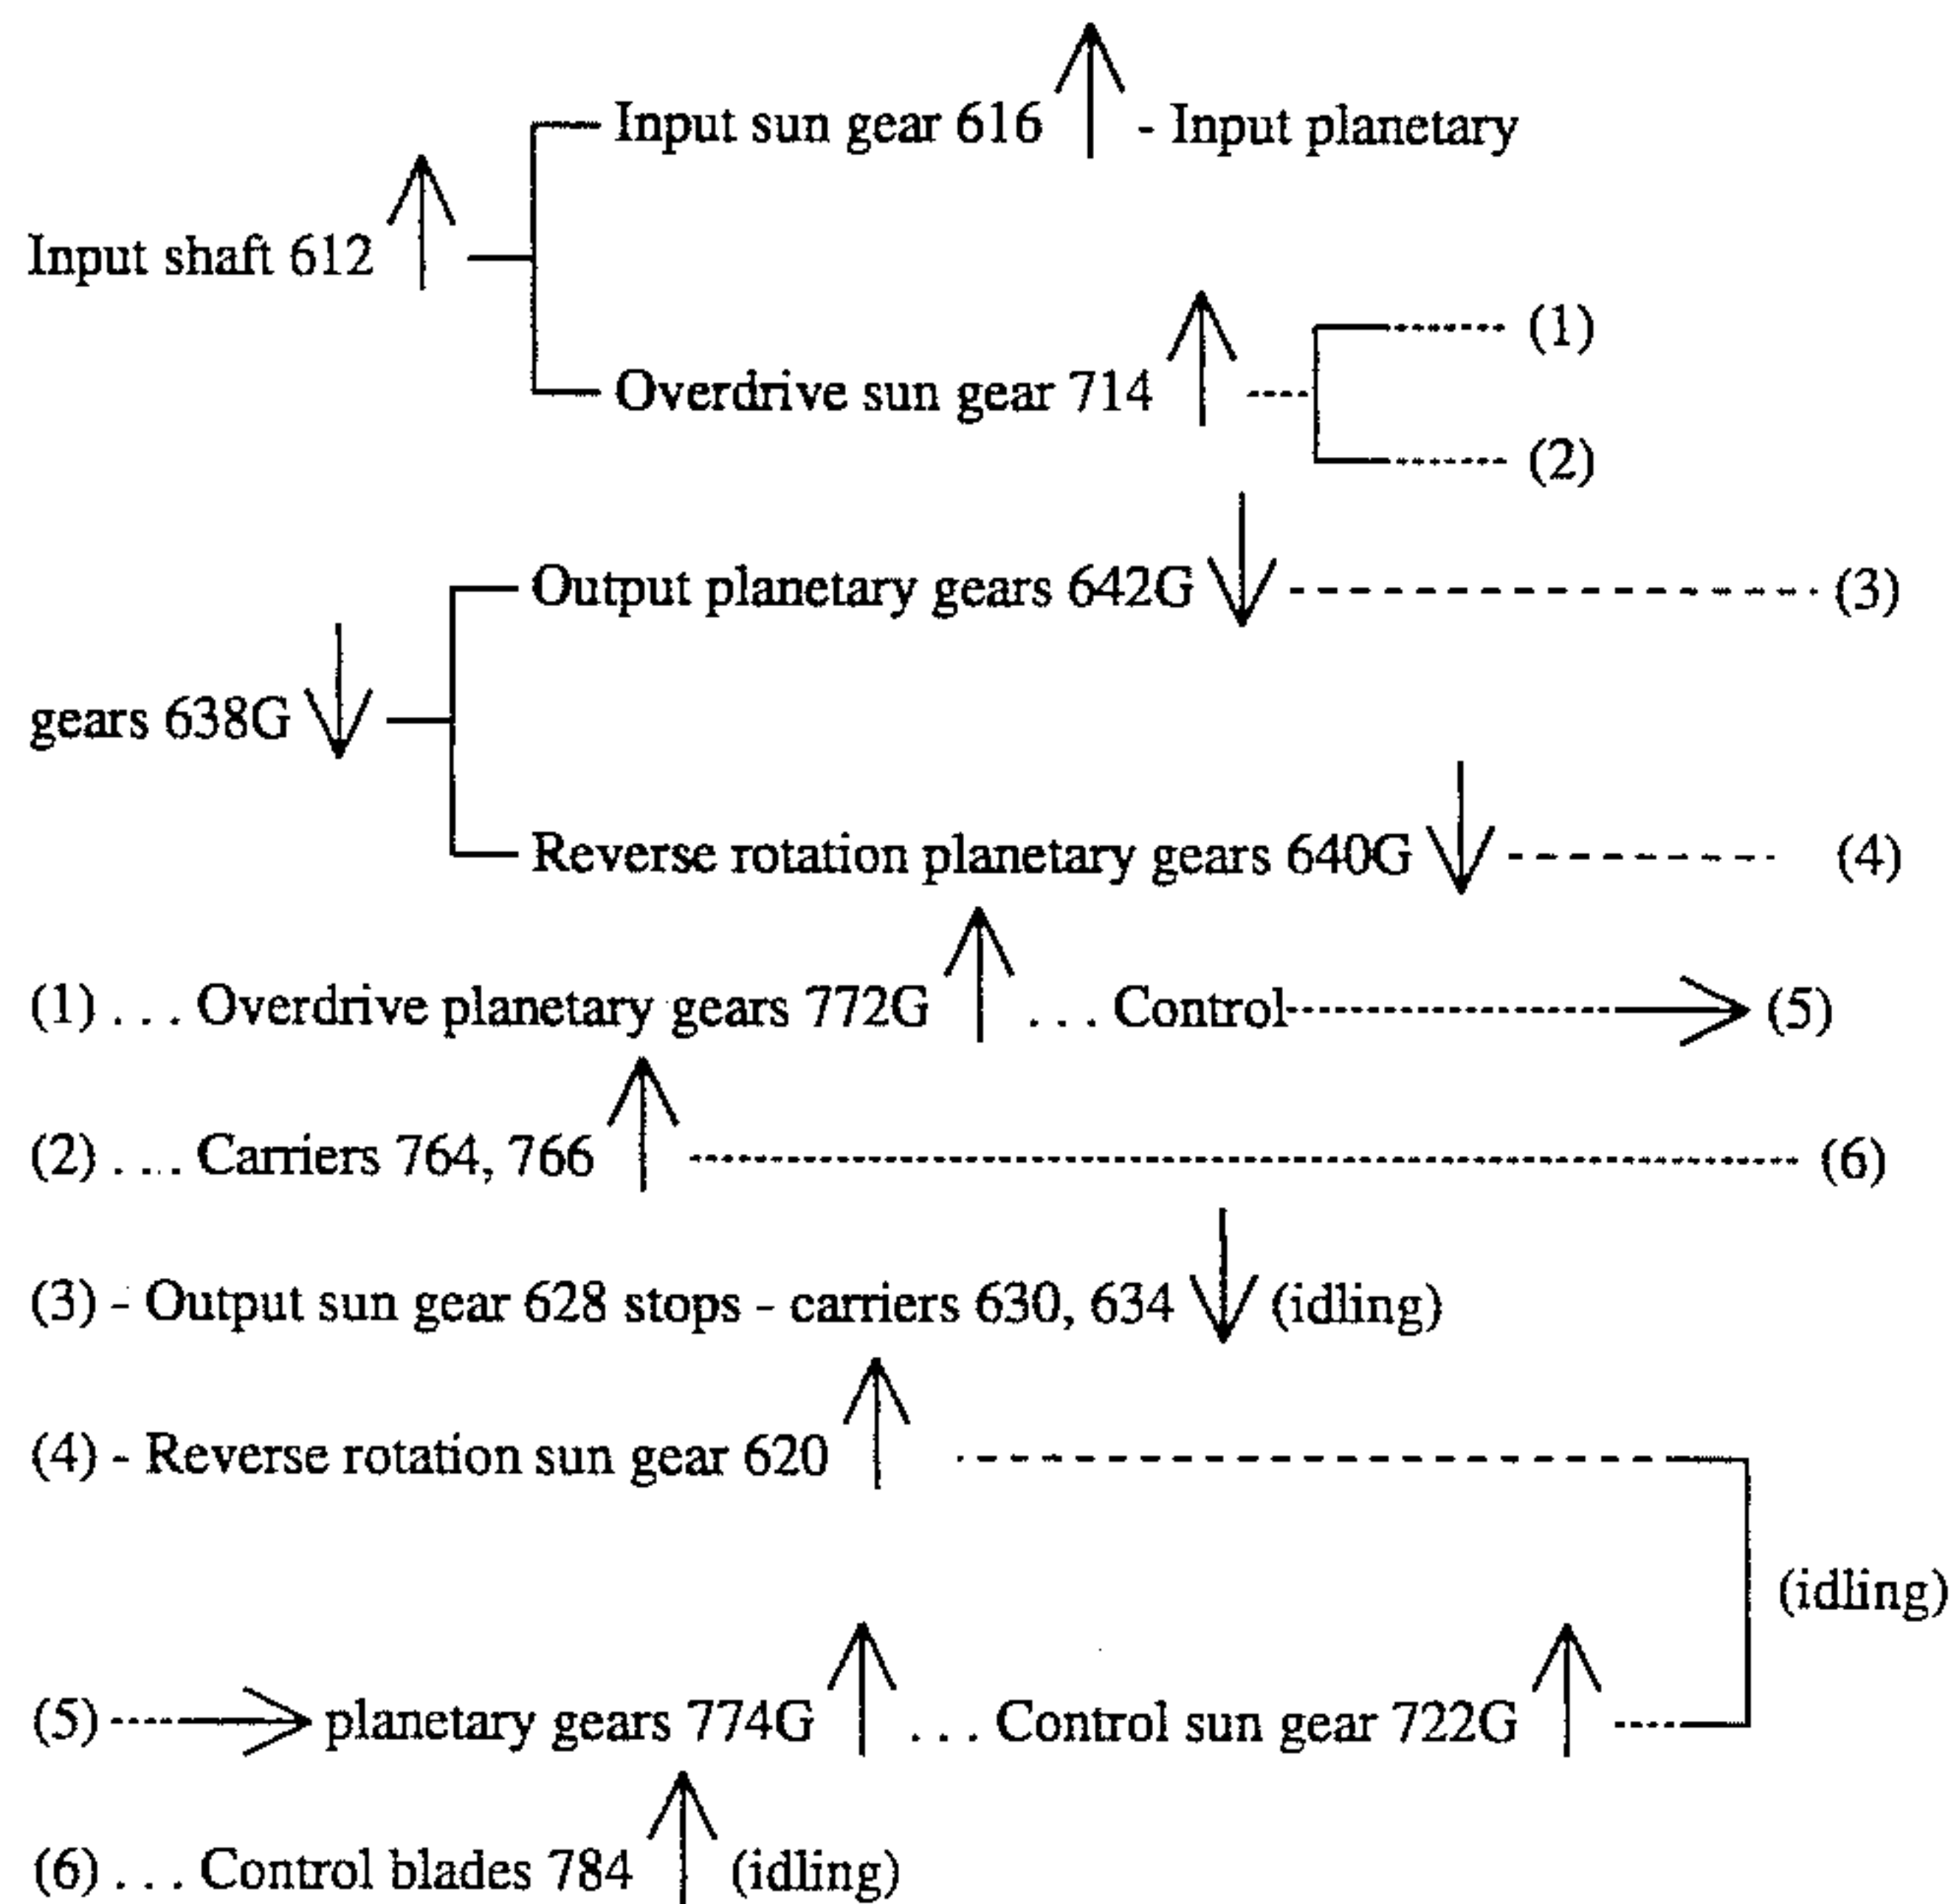 Input sun gear 616 ↑ - Input planetary
Input shaft 612 ↑
(1)
Overdrive sun gear 714 ↑
(2)
Output planetary gears 642G ↓ (3)
gears 638G ↓
Reverse rotation planetary gears 640G ↓ (4)
(1) . . . Overdrive planetary gears 772G ↑ . . . Control → (5)
(2) . . . Carriers 764, 766 ↑ (6)
(3) - Output sun gear 628 stops - carriers 630, 634 ↓ (idling)
(4) - Reverse rotation sun gear 620 ↑
(idling)
(5) → planetary gears 774G ↑ . . . Control sun gear 722G ↑
(6) . . . Control blades 784 ↑ (idling)